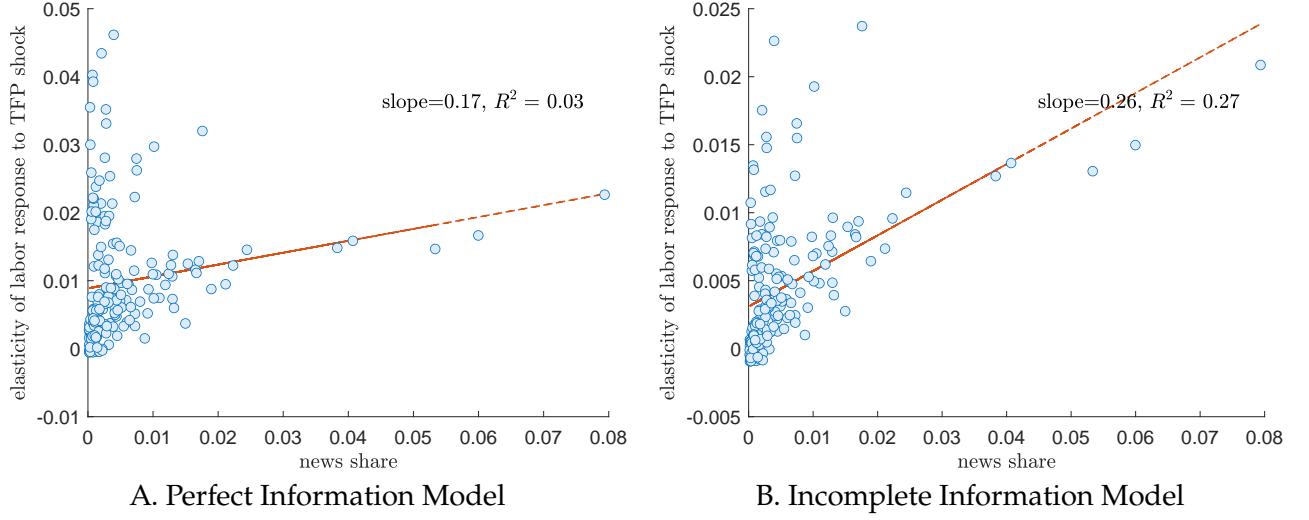 0.05
0.04
0.03
0.02
0.01
0
-0.01
elasticity of labor response to TFP shock
slope=0.17, R² = 0.03
0 0.01 0.02 0.03 0.04 0.05 0.06 0.07 0.08
news share
A. Perfect Information Model
0.025
0.02
0.015
0.01
0.005
0
-0.005
elasticity of labor response to TFP shock
slope=0.26, R² = 0.27
0 0.01 0.02 0.03 0.04 0.05 0.06 0.07 0.08
news share
B. Incomplete Information Model